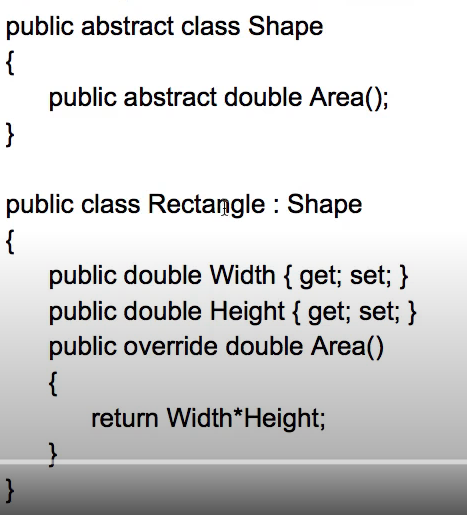 public abstract class Shape
{
public abstract double Area();
}
public class Rectangle : Shape
{
public double Width { get; set; }
public double Height { get; set; }
public override double Area()
{
return Width*Height;
}
}